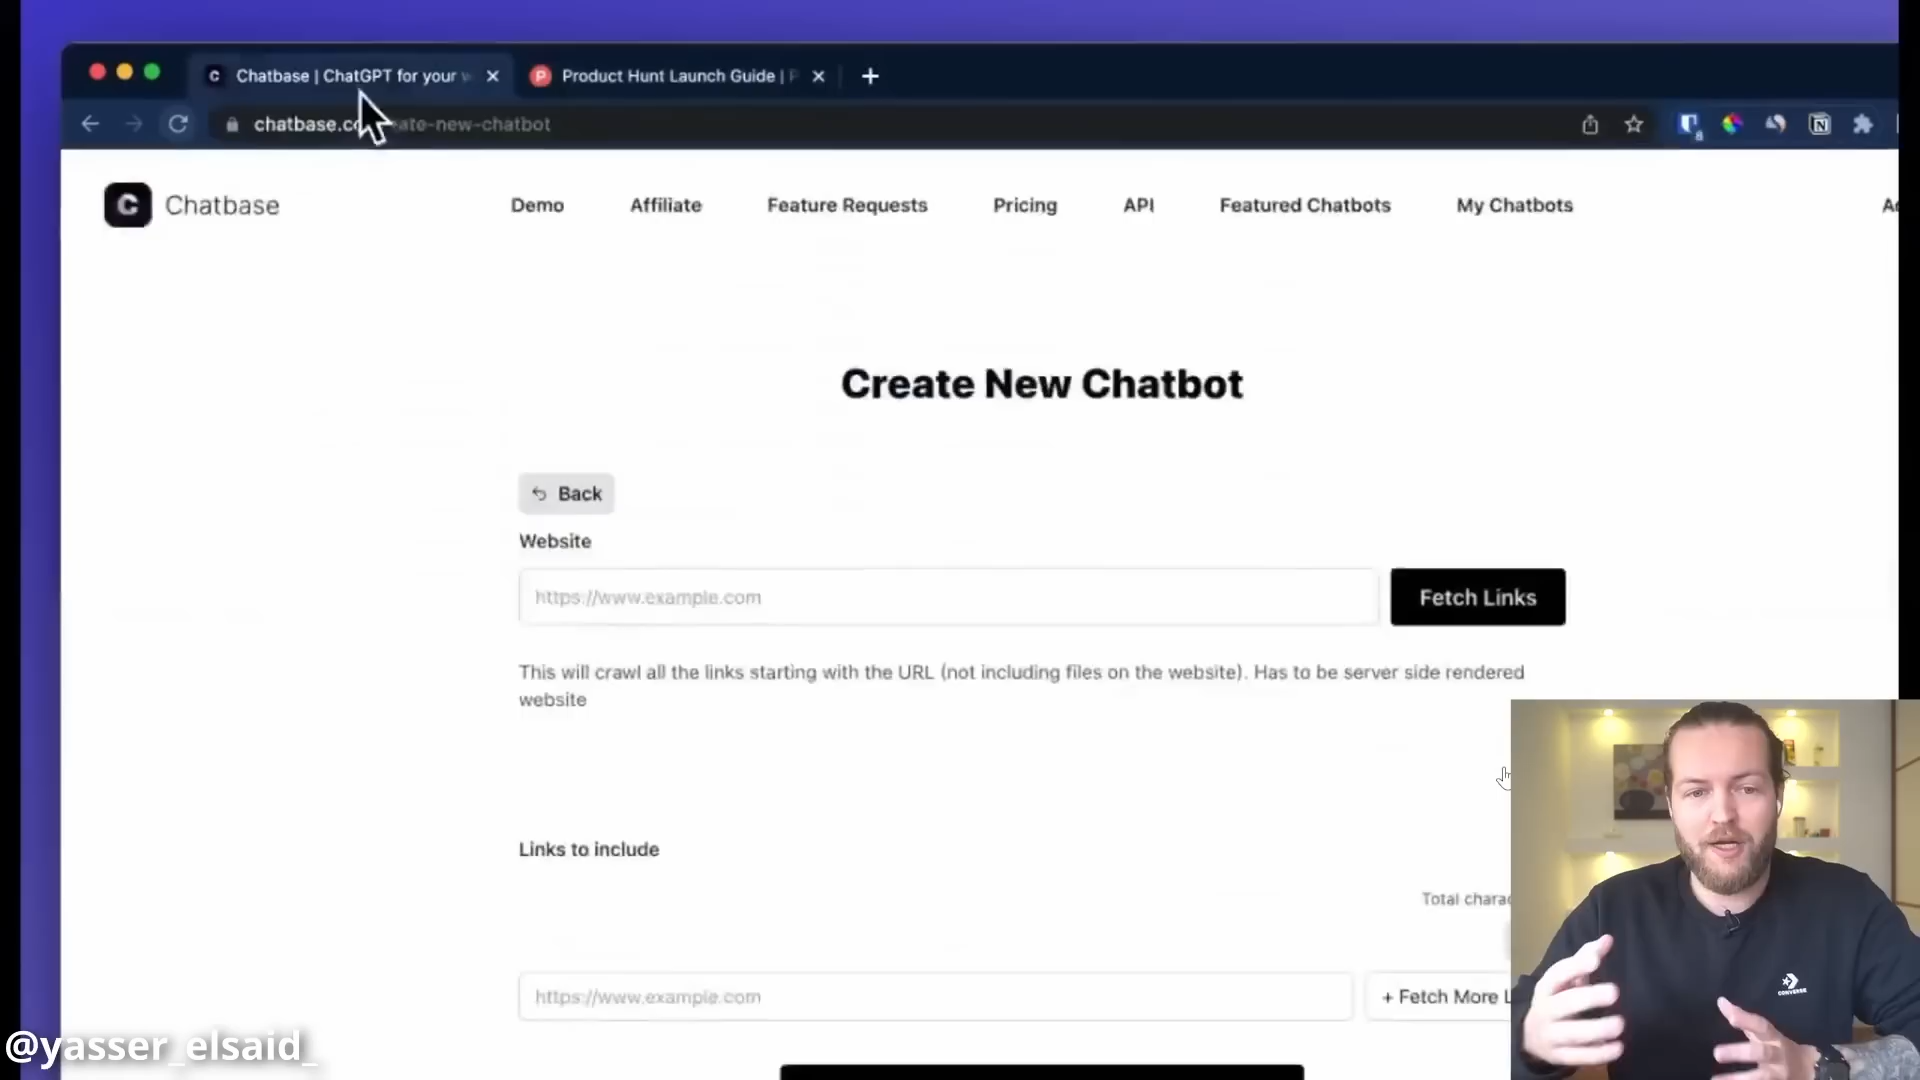 Chatbase | ChatGPT for your w
Product Hunt Launch Guide | P
chatbase.co
ate-new-chatbot
C Chatbase
Demo
Affiliate
Feature Requests
Pricing
API
Featured Chatbots
My Chatbots
Create New Chatbot
Back
Website
https://www.example.com
Fetch Links
This will crawl all the links starting with the URL (not including files on the website). Has to be server side rendered
website
Links to include
Total charac
https://www.example.com
+ Fetch More L
CONVERSE
@yasser_elsaid_